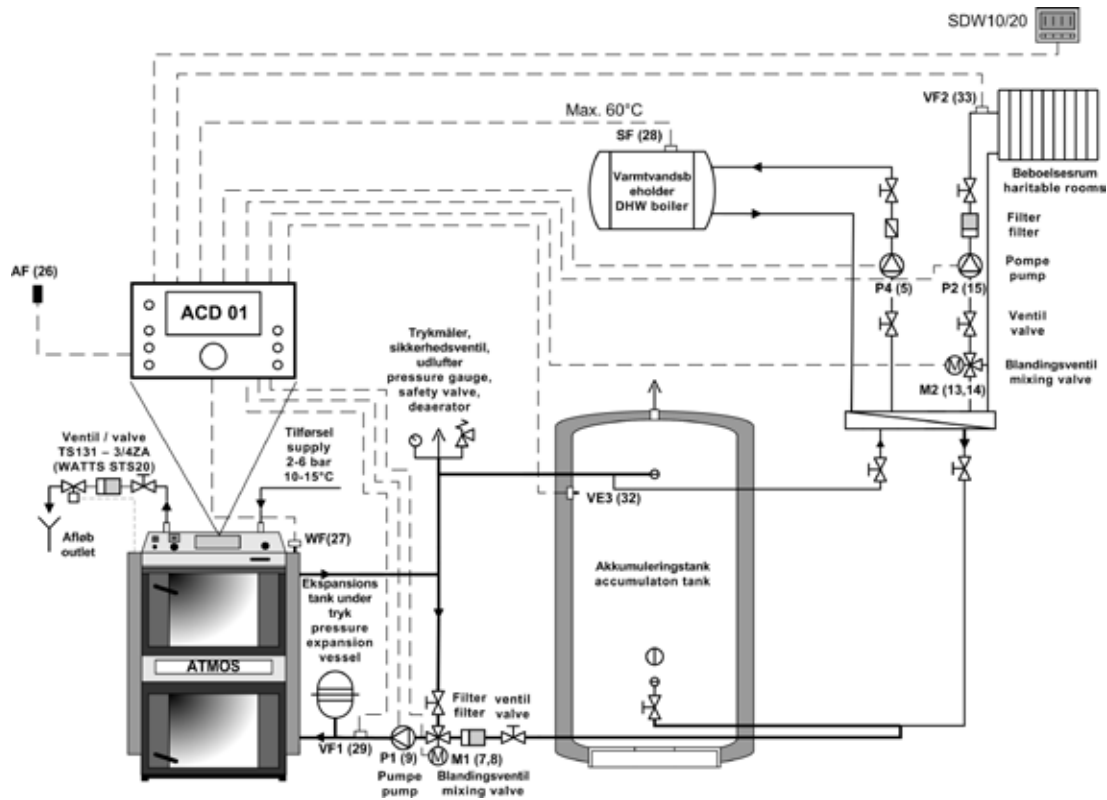 SDW10/20
VF2 (33)
Max. 60°C
SF (28)
Varmtvandsb
eholder
DHW boiler
Beboelsesrum
haritable rooms
Filter
filter
AF (26)
Pompe
pump
P4 (5)
P2 (15)
ACD 01
Ventil
valve
Trykmåler,
sikkerhedsventil,
udlufter
pressure gauge,
safety valve,
deaerator
M
Blandingsventil
mixing valve
M2 (13,14)
Ventil / valve
TS131 – 3/4ZA
(WATTS STS20)
Tilførsel
supply
2-6 bar
10-15°C
VE3 (32)
Afløb
outlet
WF(27)
Ekspansions
tank under
tryk
pressure
expansion
vessel
Akkumuleringstank
accumulaton tank
ATMOS
Filter
filter
ventil
valve
VF1 (29)
P1 (9)
Pumpe
pump
M
M1 (7,8)
Blandingsventil
mixing valve